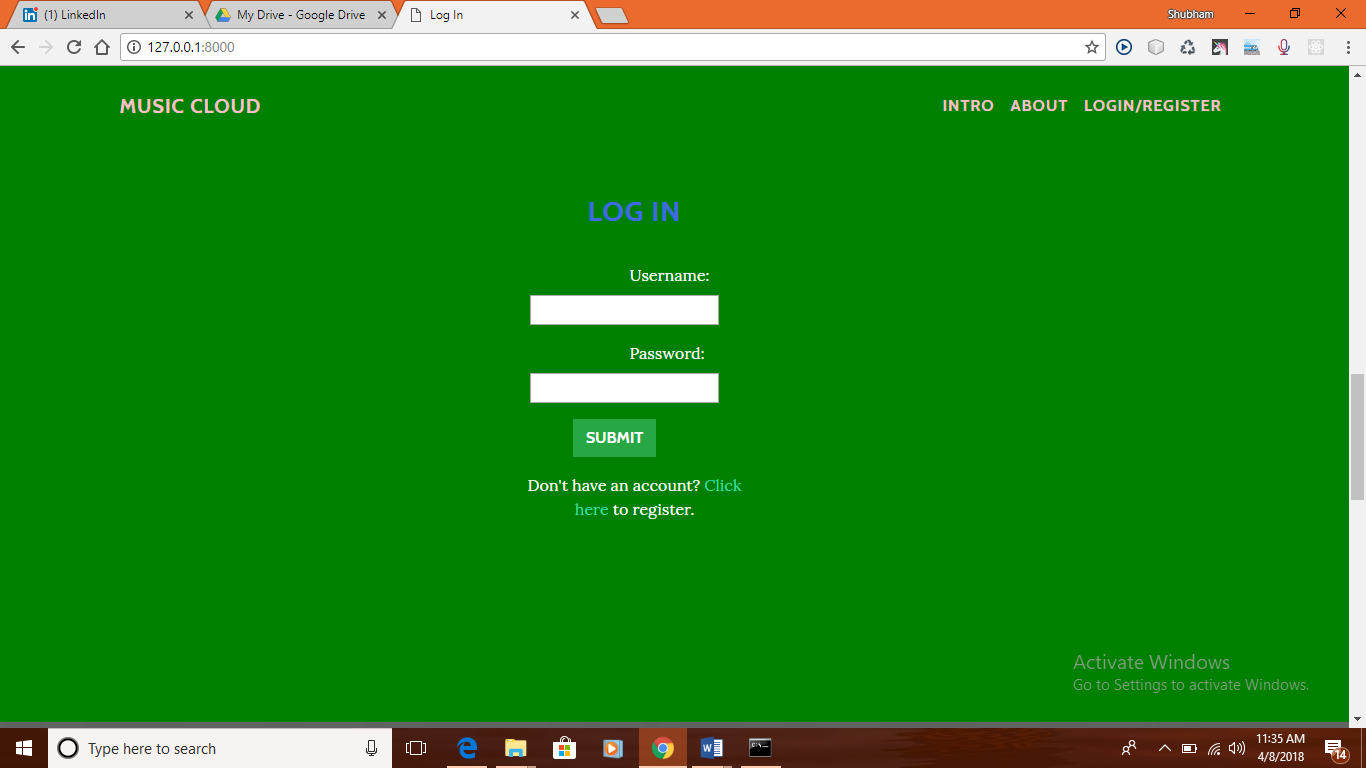 (1) LinkedIn
My Drive - Google Drive
Log In
Shubham
127.0.0.1:8000
MUSIC CLOUD
INTRO ABOUT LOGIN/REGISTER
LOG IN
Username:
Password:
SUBMIT
Don't have an account? Click
here to register.
Activate Windows
Go to Settings to activate Windows.
Type here to search
11:35 AM
4/8/2018
14